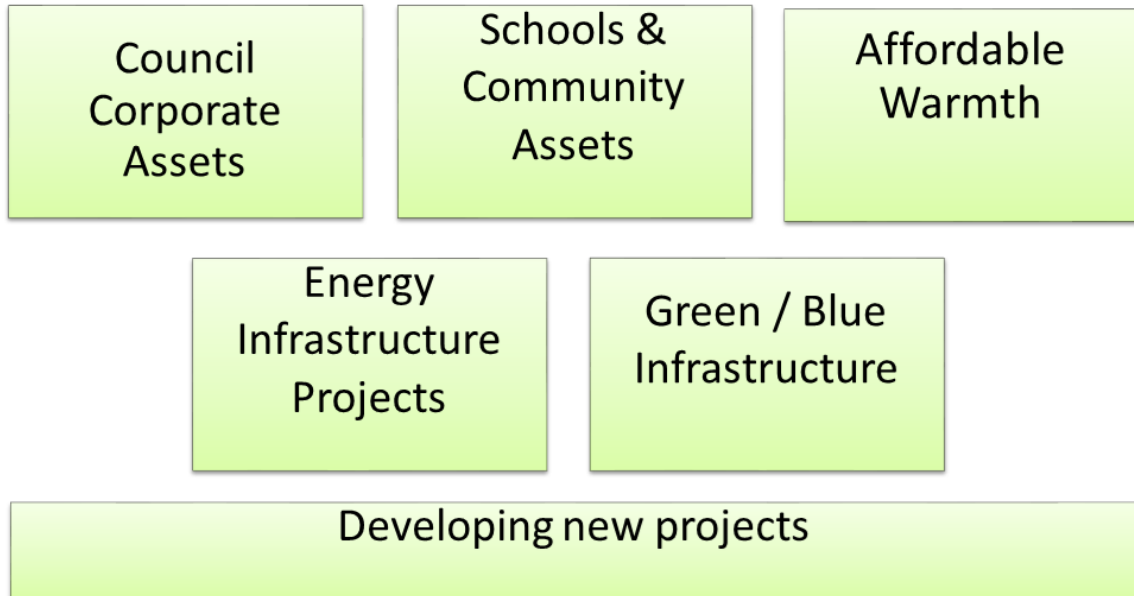 Council
Corporate
Assets
Schools &
Community
Assets
Affordable
Warmth
Energy
Infrastructure
Projects
Green / Blue
Infrastructure
Developing new projects